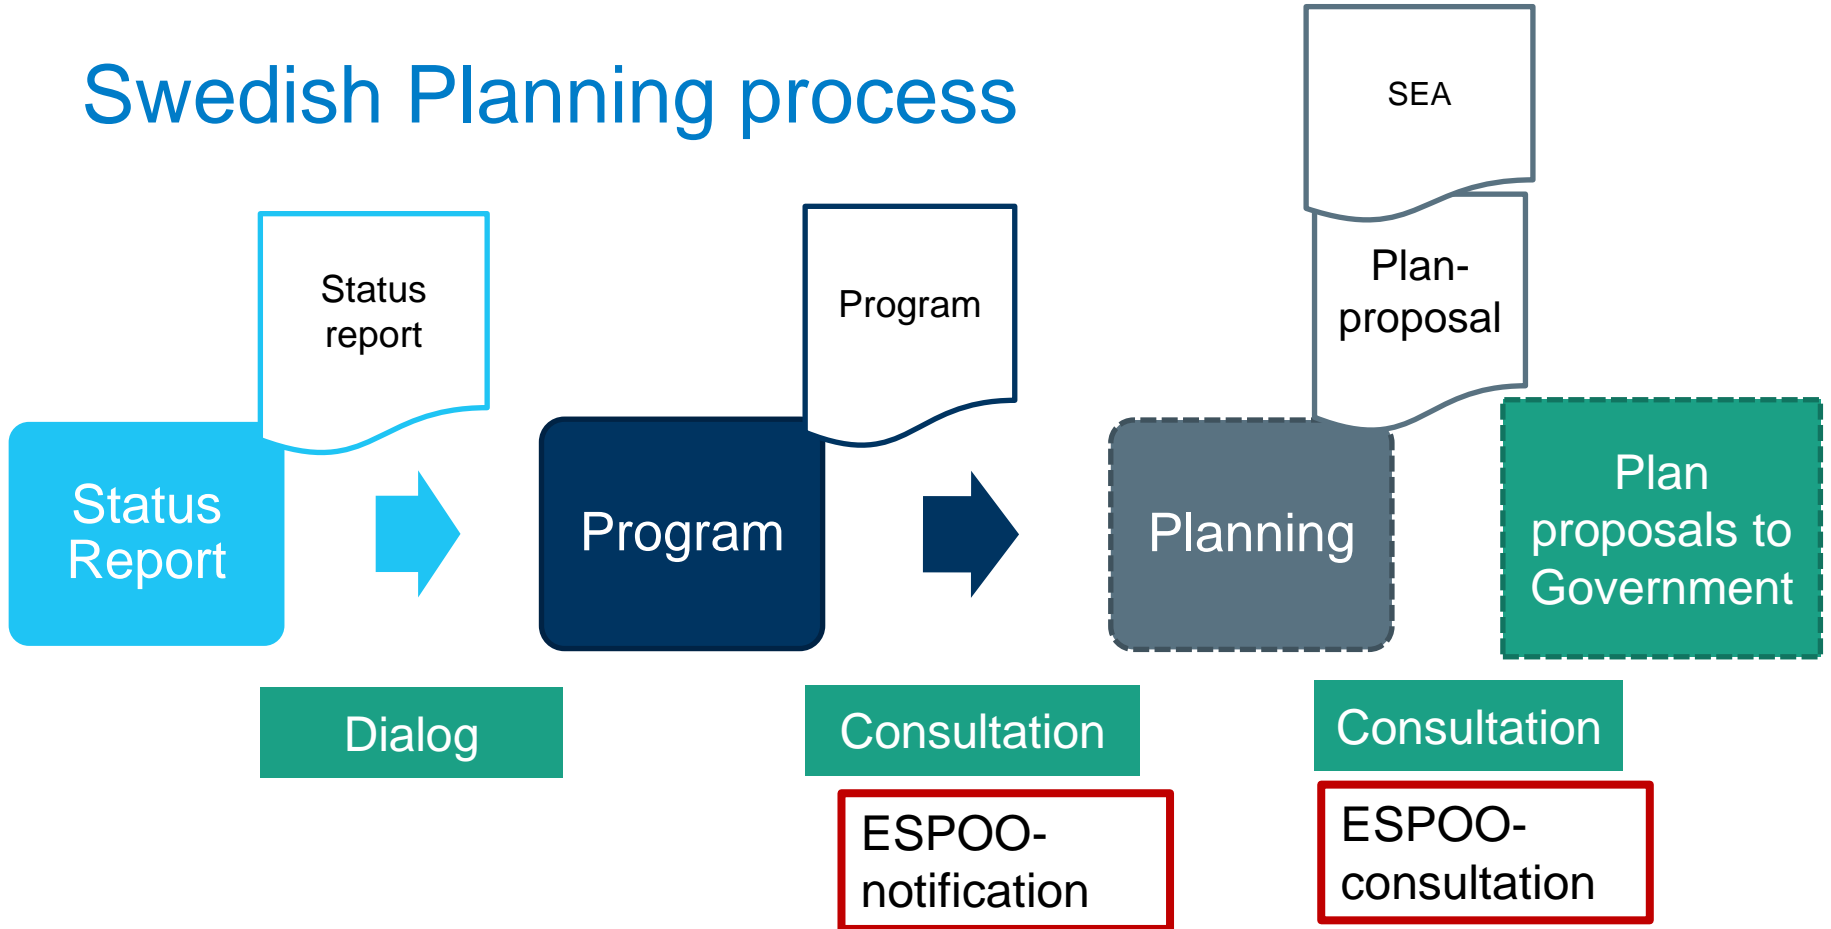 Swedish Planning process
SEA
Status
report
Program
Plan-
proposal
Status
Report
Program
Planning
Plan
proposals to
Government
Dialog
Consultation
Consultation
ESPOO-
notification
ESPOO-
consultation